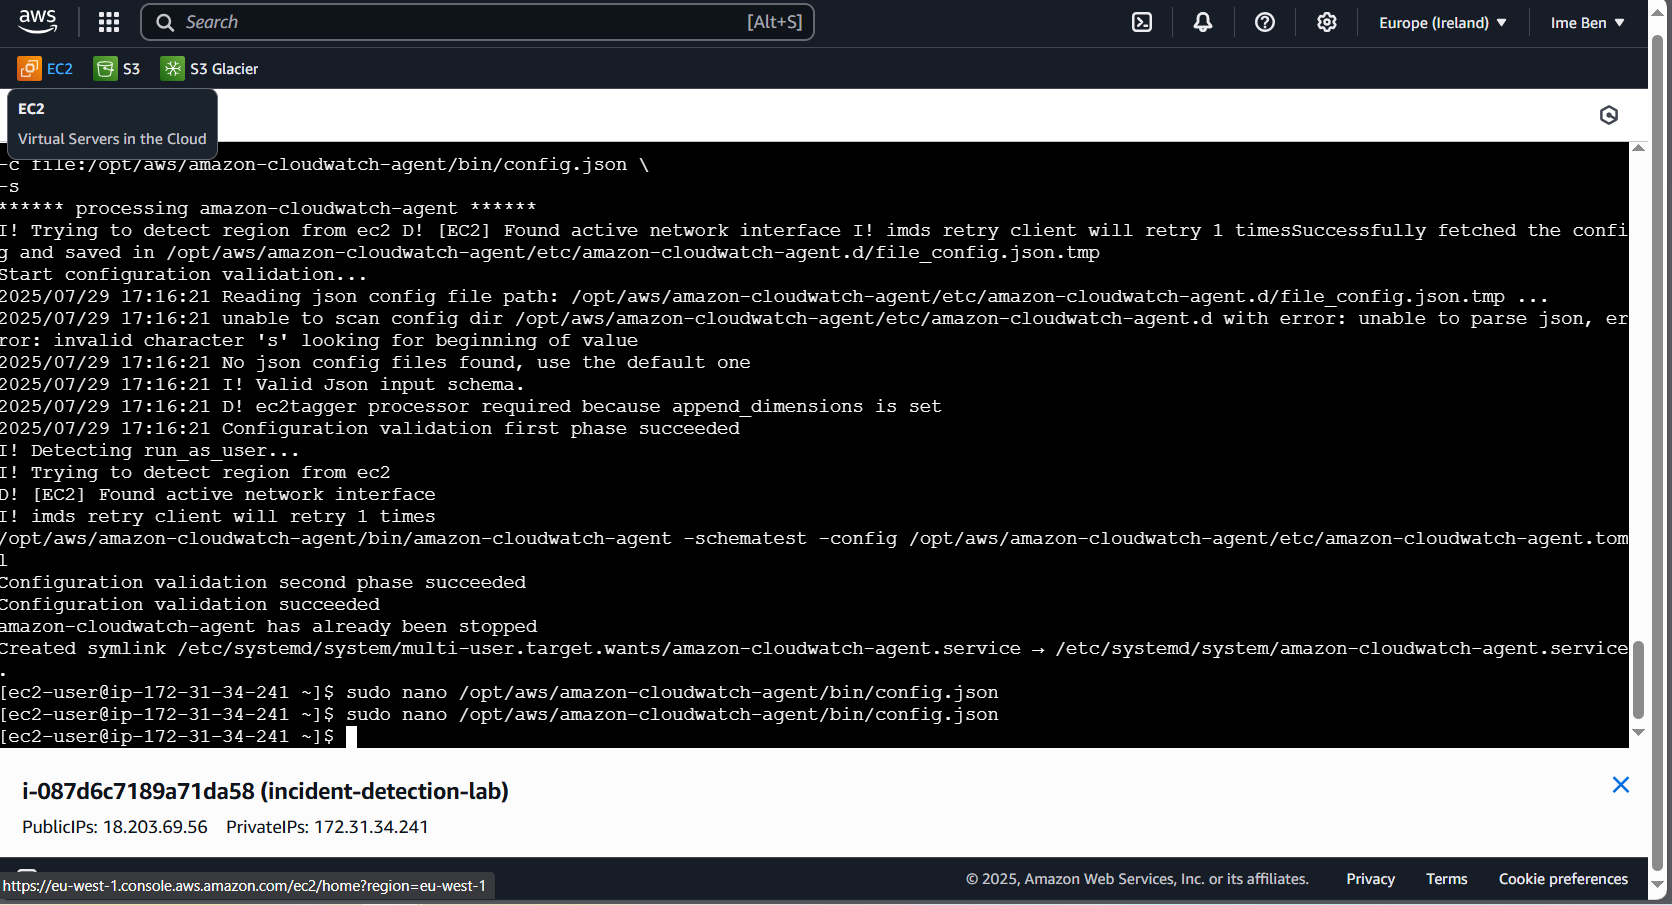 aws
Search [Alt+S]
Europe (Ireland) ▼
Ime Ben ▼
EC2 S3 S3 Glacier
EC2
Virtual Servers in the Cloud
-c file:/opt/aws/amazon-cloudwatch-agent/bin/config.json \
-s
****** processing amazon-cloudwatch-agent ******
I! Trying to detect region from ec2 D! [EC2] Found active network interface I! imds retry client will retry 1 timesSuccessfully fetched the confi
g and saved in /opt/aws/amazon-cloudwatch-agent/etc/amazon-cloudwatch-agent.d/file_config.json.tmp
Start configuration validation...
2025/07/29 17:16:21 Reading json config file path: /opt/aws/amazon-cloudwatch-agent/etc/amazon-cloudwatch-agent.d/file_config.json.tmp ...
2025/07/29 17:16:21 unable to scan config dir /opt/aws/amazon-cloudwatch-agent/etc/amazon-cloudwatch-agent.d with error: unable to parse json, er
ror: invalid character 's' looking for beginning of value
2025/07/29 17:16:21 No json config files found, use the default one
2025/07/29 17:16:21 I! Valid Json input schema.
2025/07/29 17:16:21 D! ec2tagger processor required because append_dimensions is set
2025/07/29 17:16:21 Configuration validation first phase succeeded
I! Detecting run_as_user...
I! Trying to detect region from ec2
D! [EC2] Found active network interface
I! imds retry client will retry 1 times
/opt/aws/amazon-cloudwatch-agent/bin/amazon-cloudwatch-agent -schematest -config /opt/aws/amazon-cloudwatch-agent/etc/amazon-cloudwatch-agent.tom
l
Configuration validation second phase succeeded
Configuration validation succeeded
amazon-cloudwatch-agent has already been stopped
Created symlink /etc/systemd/system/multi-user.target.wants/amazon-cloudwatch-agent.service → /etc/systemd/system/amazon-cloudwatch-agent.service
.
[ec2-user@ip-172-31-34-241 ~]$ sudo nano /opt/aws/amazon-cloudwatch-agent/bin/config.json
[ec2-user@ip-172-31-34-241 ~]$ sudo nano /opt/aws/amazon-cloudwatch-agent/bin/config.json
[ec2-user@ip-172-31-34-241 ~]$
i-087d6c7189a71da58 (incident-detection-lab)
PublicIPs: 18.203.69.56 PrivateIPs: 172.31.34.241
© 2025, Amazon Web Services, Inc. or its affiliates. Privacy Terms Cookie preferences
https://eu-west-1.console.aws.amazon.com/ec2/home?region=eu-west-1